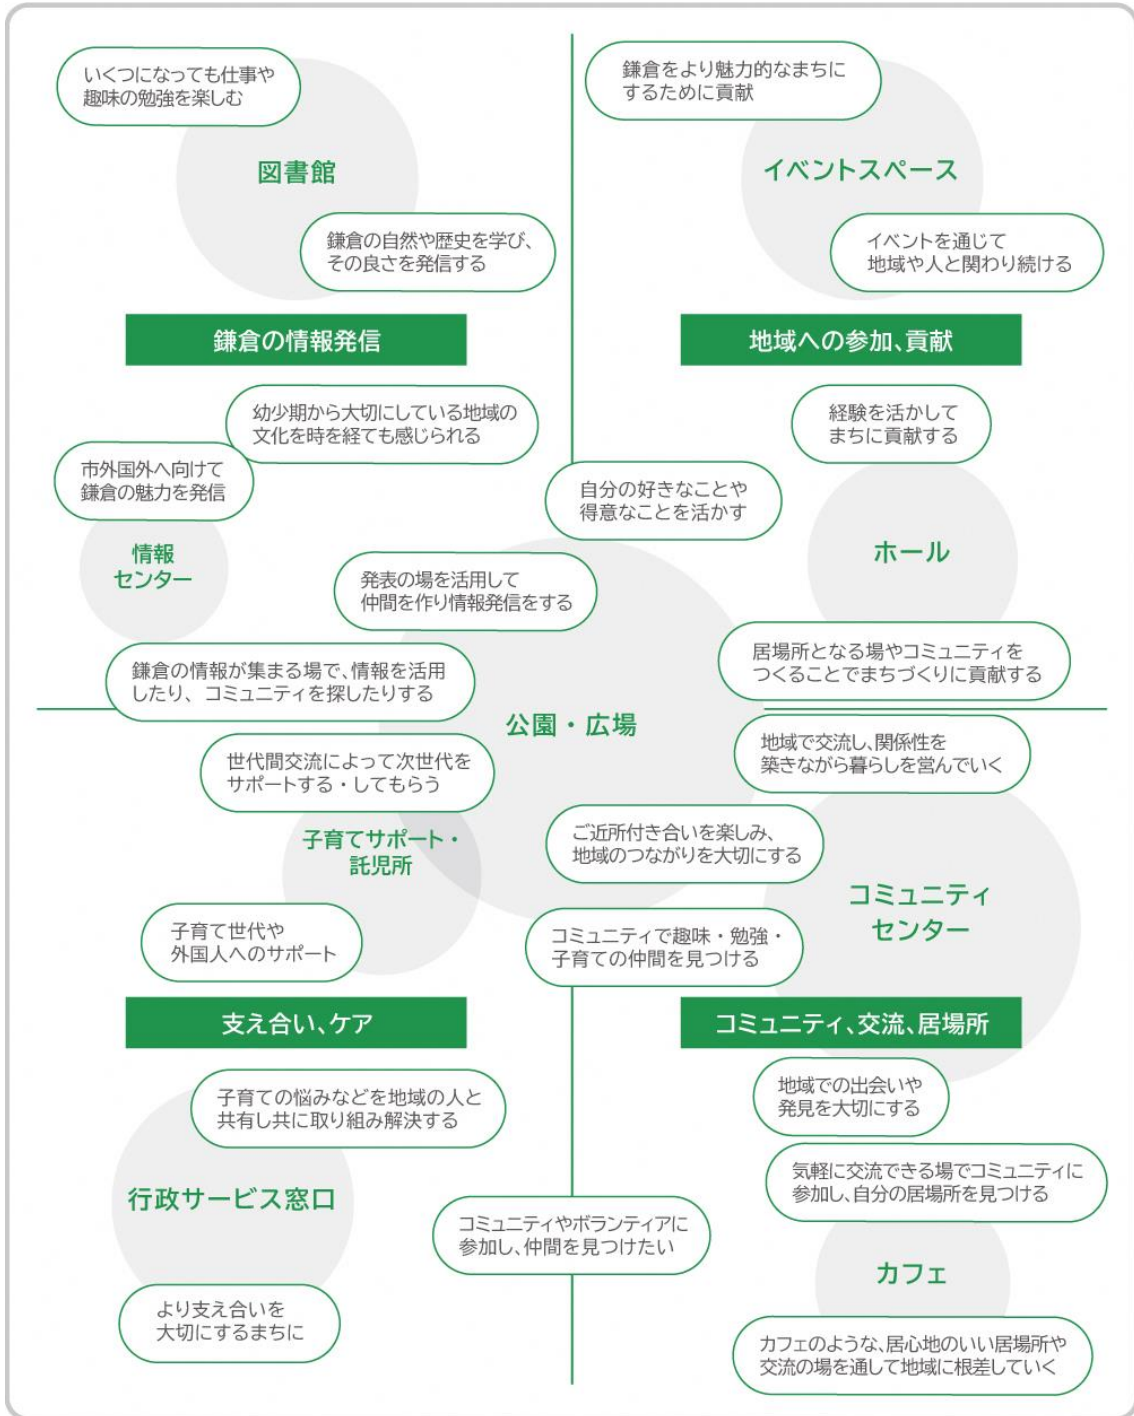 いくつになっても仕事や
趣味の勉強を楽しむ
図書館
鎌倉の自然や歴史を学び、
その良さを発信する
鎌倉の情報発信
幼少期から大切にしている地域の
文化を時を経ても感じられる
市外国外へ向けて
鎌倉の魅力を発信
情報
センター
発表の場を活用して
仲間を作り情報発信をする
鎌倉の情報が集まる場で、情報を活用
したり、コミュニティを探したりする
鎌倉をより魅力的なまちに
するために貢献
イベントスペース
イベントを通じて
地域や人と関わり続ける
地域への参加、貢献
経験を活かして
まちに貢献する
自分の好きなことや
得意なことを活かす
ホール
居場所となる場やコミュニティを
つくることでまちづくりに貢献する
公園・広場
世代間交流によって次世代を
サポートする・してもらう
子育てサポート・
託児所
子育て世代や
外国人へのサポート
支え合い、ケア
子育ての悩みなどを地域の人と
共有し共に取り組み解決する
行政サービス窓口
より支え合いを
大切にするまちに
地域で交流し、関係性を
築きながら暮らしを営んでいく
ご近所付き合いを楽しみ、
地域のつながりを大切にする
コミュニティ
センター
コミュニティで趣味・勉強・
子育ての仲間を見つける
コミュニティ、交流、居場所
地域での出会いや
発見を大切にする
気軽に交流できる場でコミュニティに
参加し、自分の居場所を見つける
コミュニティやボランティアに
参加し、仲間を見つけたい
カフェ
カフェのような、居心地のいい居場所や
交流の場を通して地域に根差していく